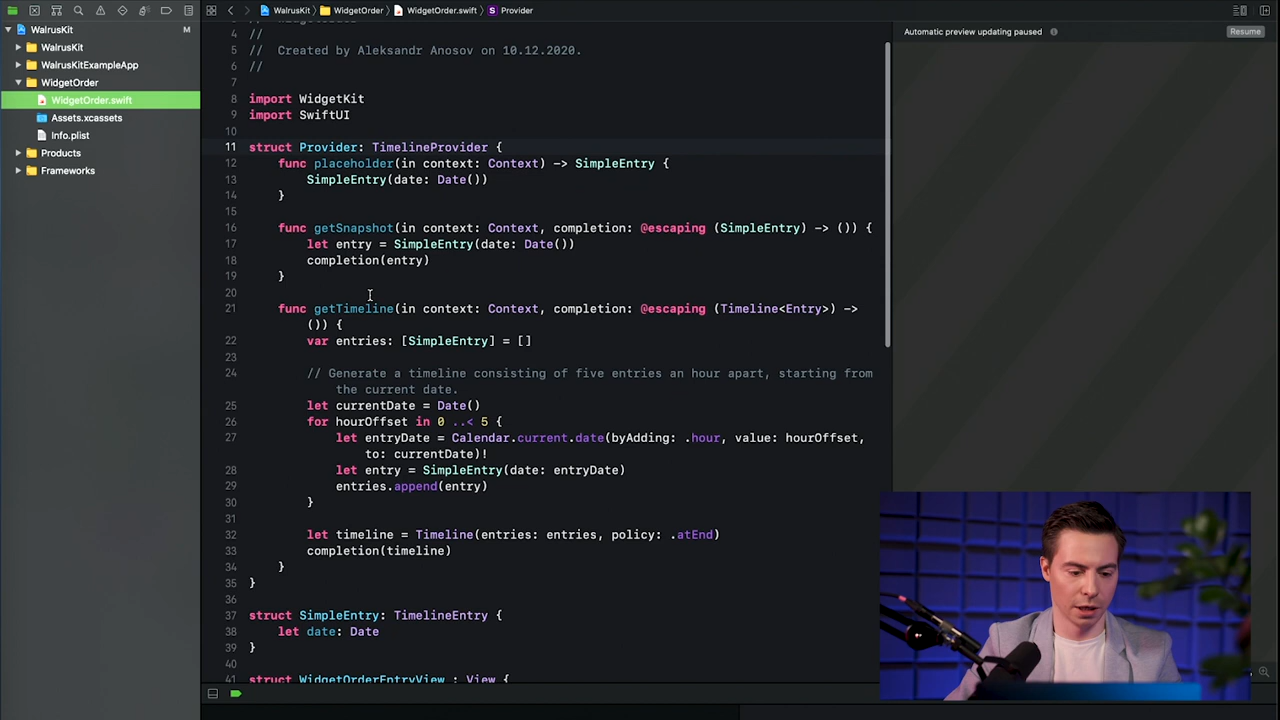 WalrusKit
M
WalrusKit
WalrusKitExampleApp
WidgetOrder
WidgetOrder.swift
Assets.xcassets
Info.plist
Products
Frameworks
WalrusKit > WidgetOrder > WidgetOrder.swift > S Provider
Automatic preview updating paused
Resume
4 //
5 //  Created by Aleksandr Anosov on 10.12.2020.
6 //
7
8 import WidgetKit
9 import SwiftUI
10
11 struct Provider: TimelineProvider {
12 func placeholder(in context: Context) -> SimpleEntry {
13 SimpleEntry(date: Date())
14 }
15
16 func getSnapshot(in context: Context, completion: @escaping (SimpleEntry) -> ()) {
17 let entry = SimpleEntry(date: Date())
18 completion(entry)
19 }
20
21 func getTimeline(in context: Context, completion: @escaping (Timeline<Entry>) ->
()) {
22 var entries: [SimpleEntry] = []
23
24 // Generate a timeline consisting of five entries an hour apart, starting from
the current date.
25 let currentDate = Date()
26 for hourOffset in 0 ..< 5 {
27 let entryDate = Calendar.current.date(byAdding: .hour, value: hourOffset,
to: currentDate)!
28 let entry = SimpleEntry(date: entryDate)
29 entries.append(entry)
30 }
31
32 let timeline = Timeline(entries: entries, policy: .atEnd)
33 completion(timeline)
34 }
35 }
36
37 struct SimpleEntry: TimelineEntry {
38 let date: Date
39 }
40
41 struct WidgetOrderEntryView : View {